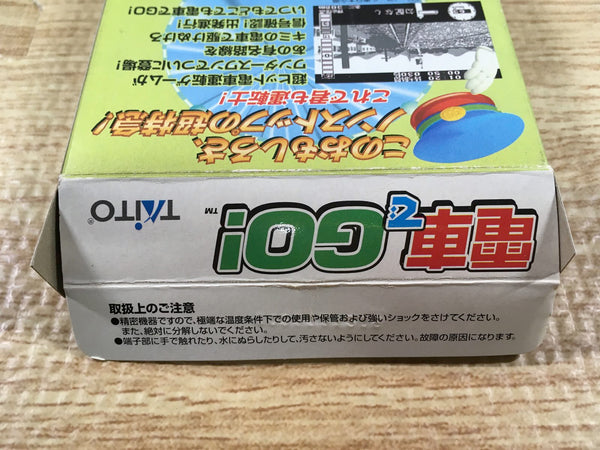 電車でGO!™
TAITO®
このおもしろさ、
ノンストップの超特急!
これで君も運転士!
超ヒット電車運転ゲームが
ワンダースワンでついに登場!
あの有名路線を
キミの電車で駆けぬけろ
信号確認!出発進行!
いつでもどこでも電車でGO!
勾配 なし
取扱上のご注意
●精密機器ですので、極端な温度条件下での使用や保管および強いショックをさけてください。
また、絶対に分解しないでください。
●端子部に手で触れたり、水にぬらしたりして、汚さないようにしてください。故障の原因になります。